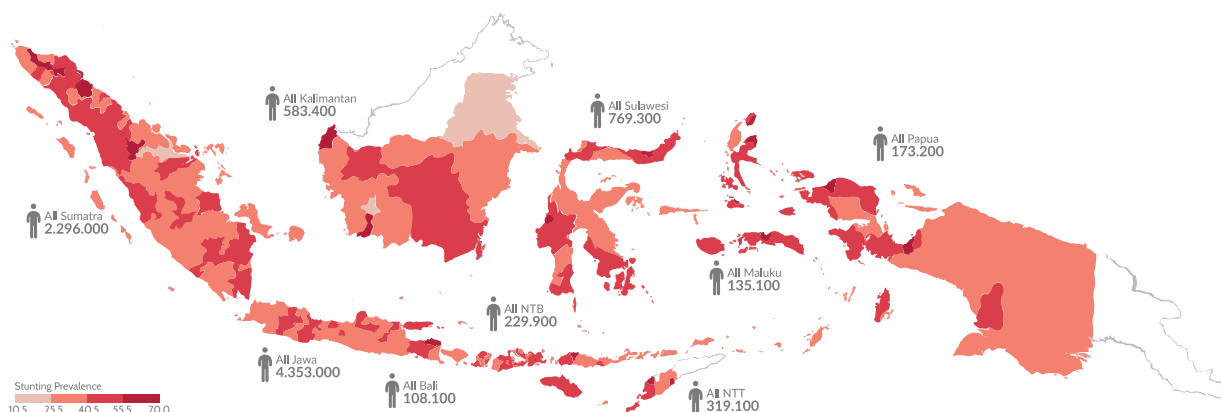 All Kalimantan
583.400
All Sulawesi
769.300
All Papua
173.200
All Sumatra
2.296.000
All Maluku
135.100
All NTB
229.900
All Jawa
4.353.000
All Bali
108.100
All NTT
319.100
Stunting Prevalence
10.5 25.5 40.5 55.5 70.0